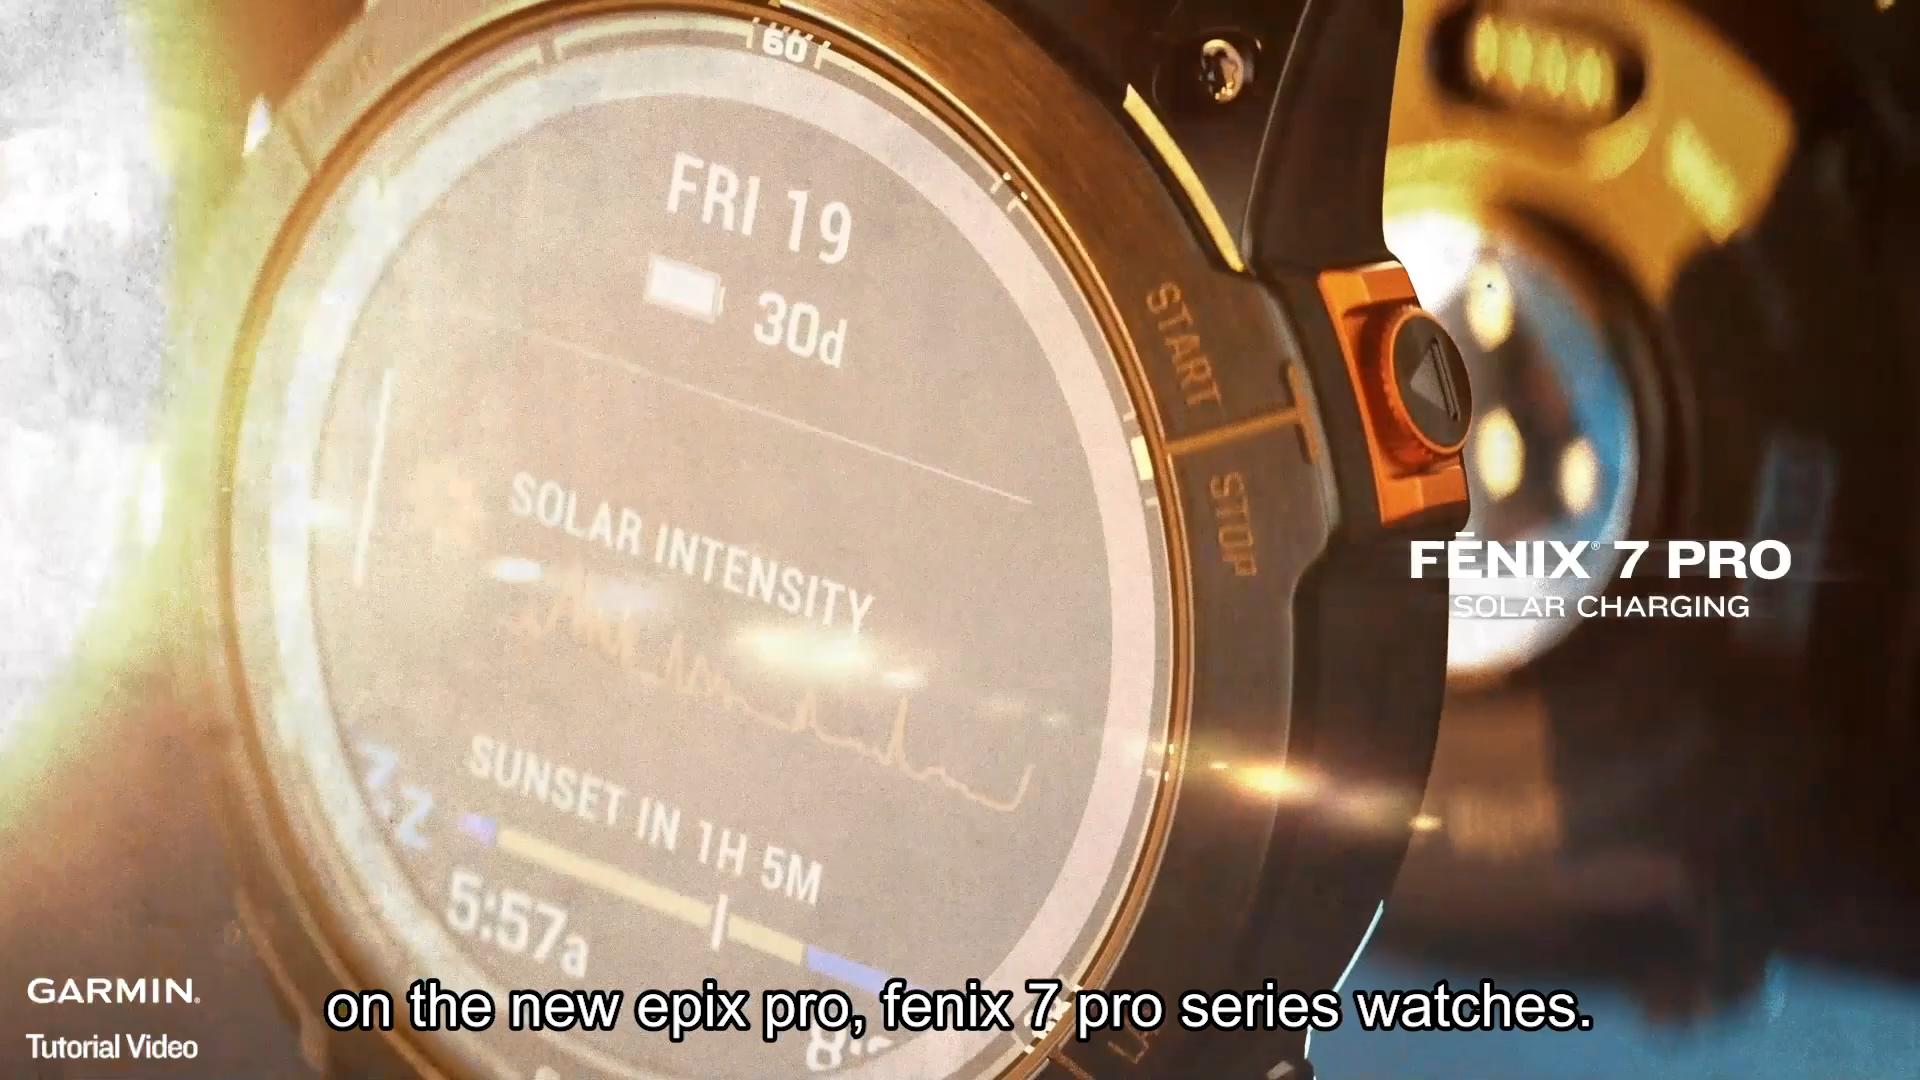 60
FRI 19
30d
START
STOP
SOLAR INTENSITY
FĒNIX® 7 PRO
SOLAR CHARGING
SUNSET IN 1H 5M
5:57a
GARMIN®
Tutorial Video
on the new epix pro, fenix 7 pro series watches.